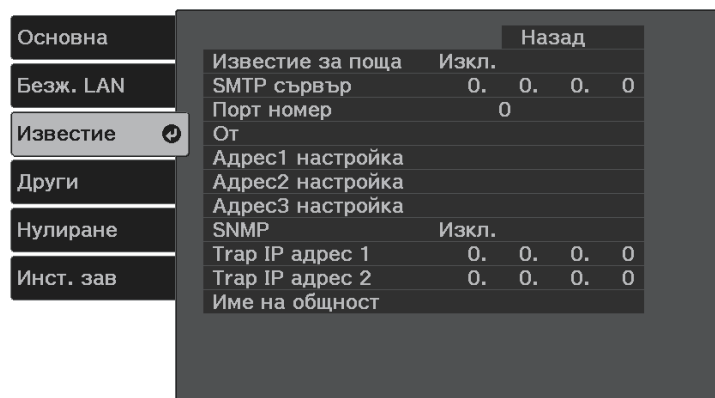 Основна
Безж. LAN
Известие
Други
Нулиране
Инст. зав
Назад
Известие за поща Изкл.
SMTP сървър 0. 0. 0. 0
Порт номер 0
От
Адрес1 настройка
Адрес2 настройка
Адрес3 настройка
SNMP Изкл.
Trap IP адрес 1 0. 0. 0. 0
Trap IP адрес 2 0. 0. 0. 0
Име на общност